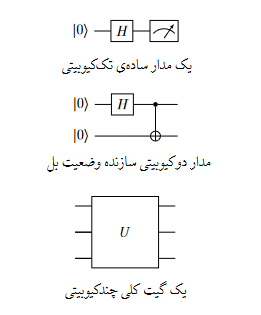 |0⟩ H
یک مدار ساده‌ی تک‌کیوبیتی
|0⟩ H
|0⟩
مدار دوکیوبیتی سازنده وضعیت بل
U
یک گیت کلی چندکیوبیتی